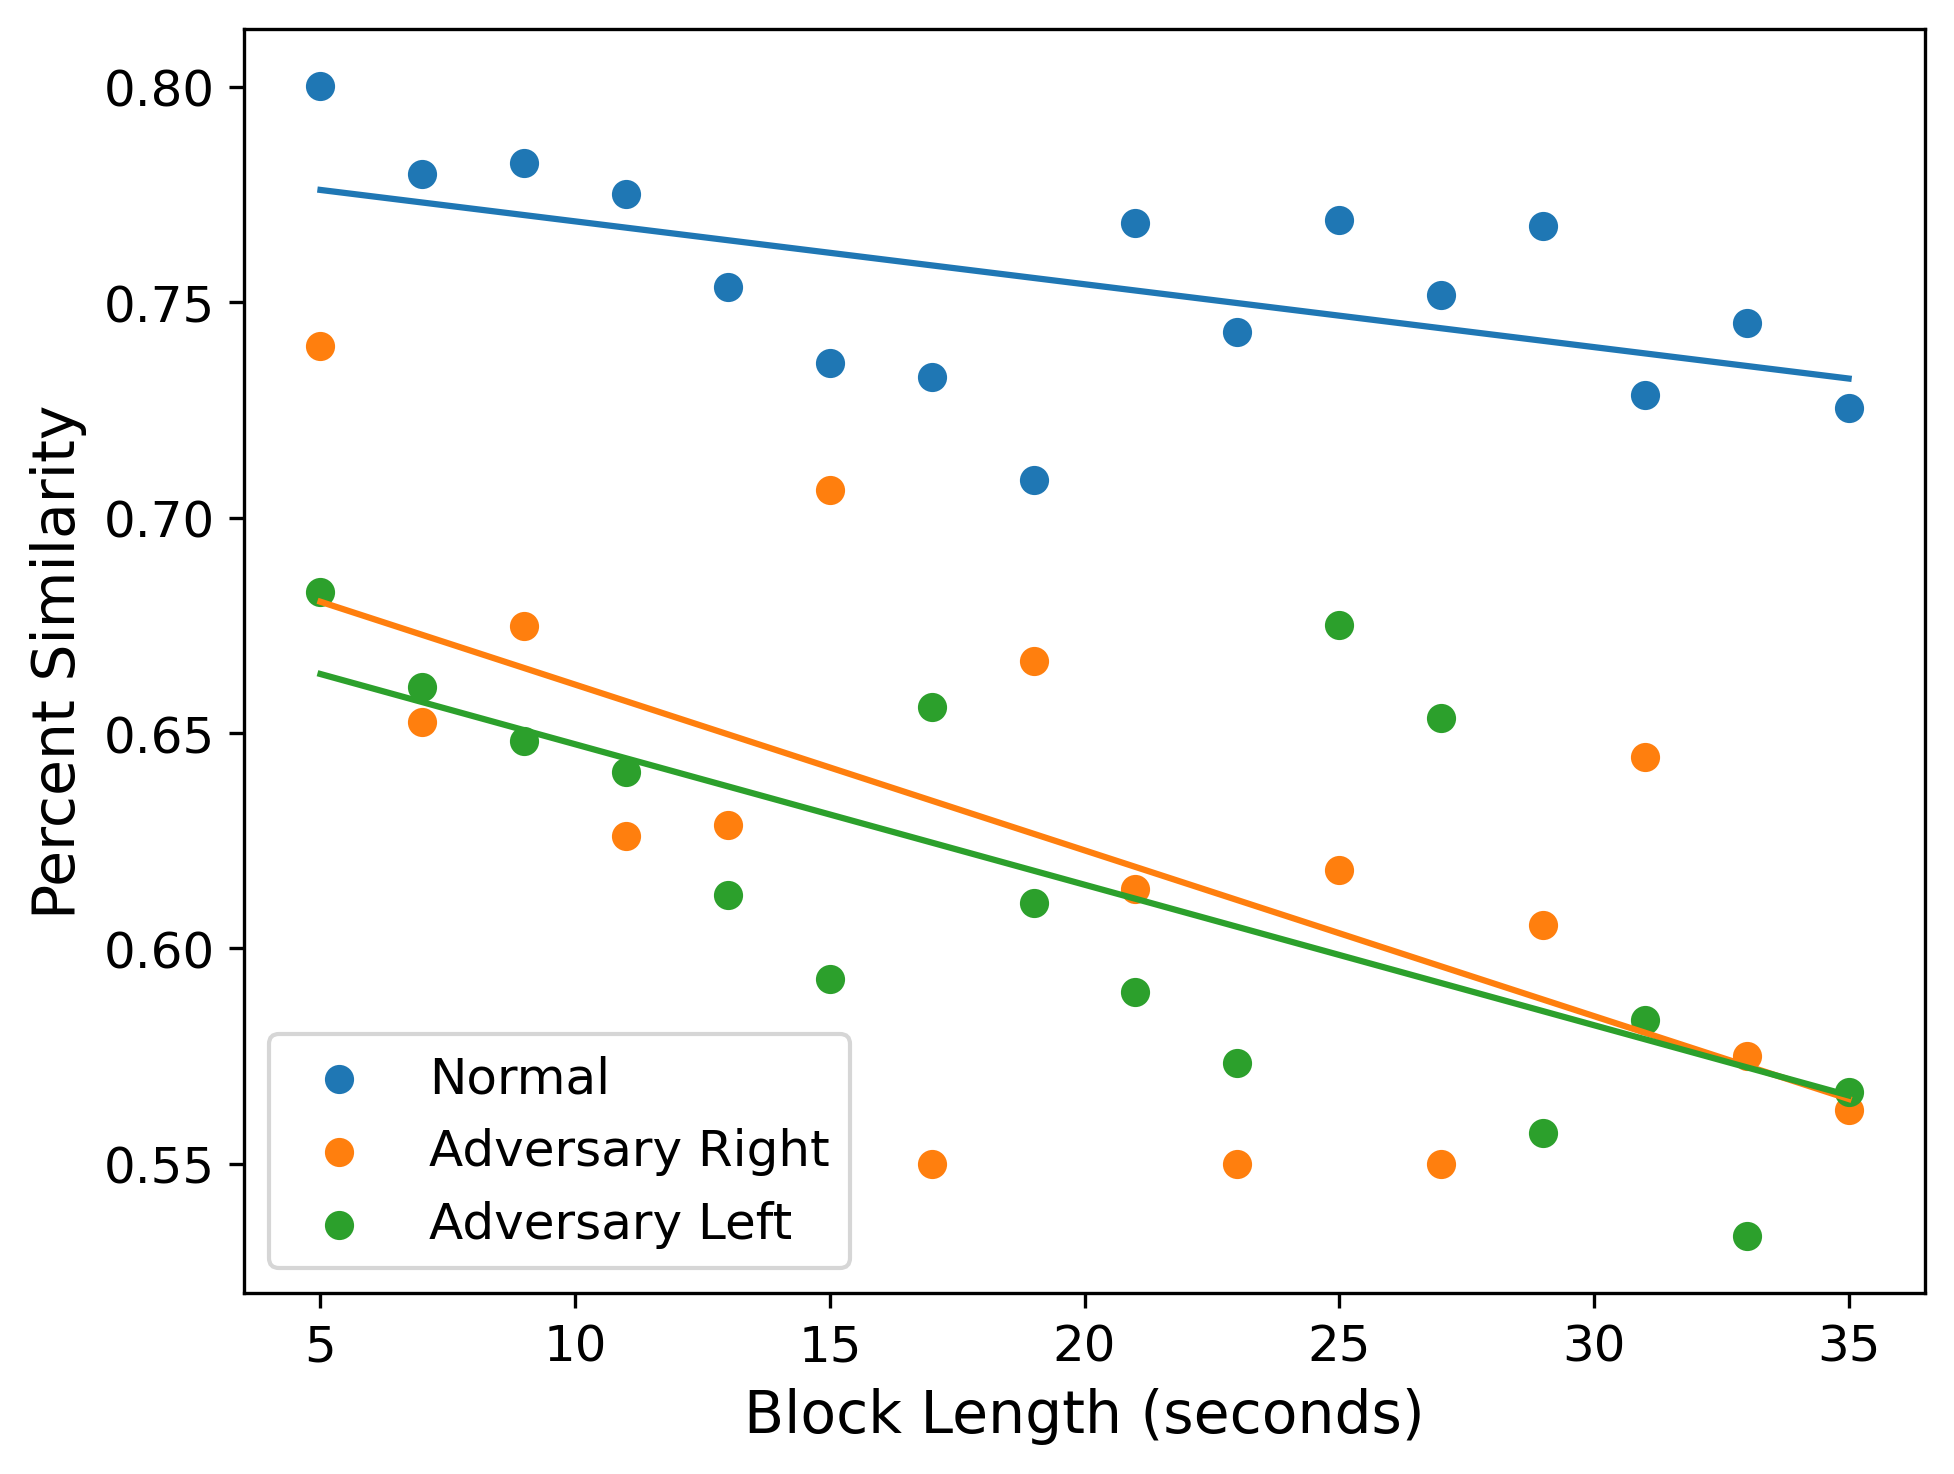 0.80
0.75
0.70
0.65
0.60
0.55
Percent Similarity
Normal
Adversary Right
Adversary Left
5 10 15 20 25 30 35
Block Length (seconds)